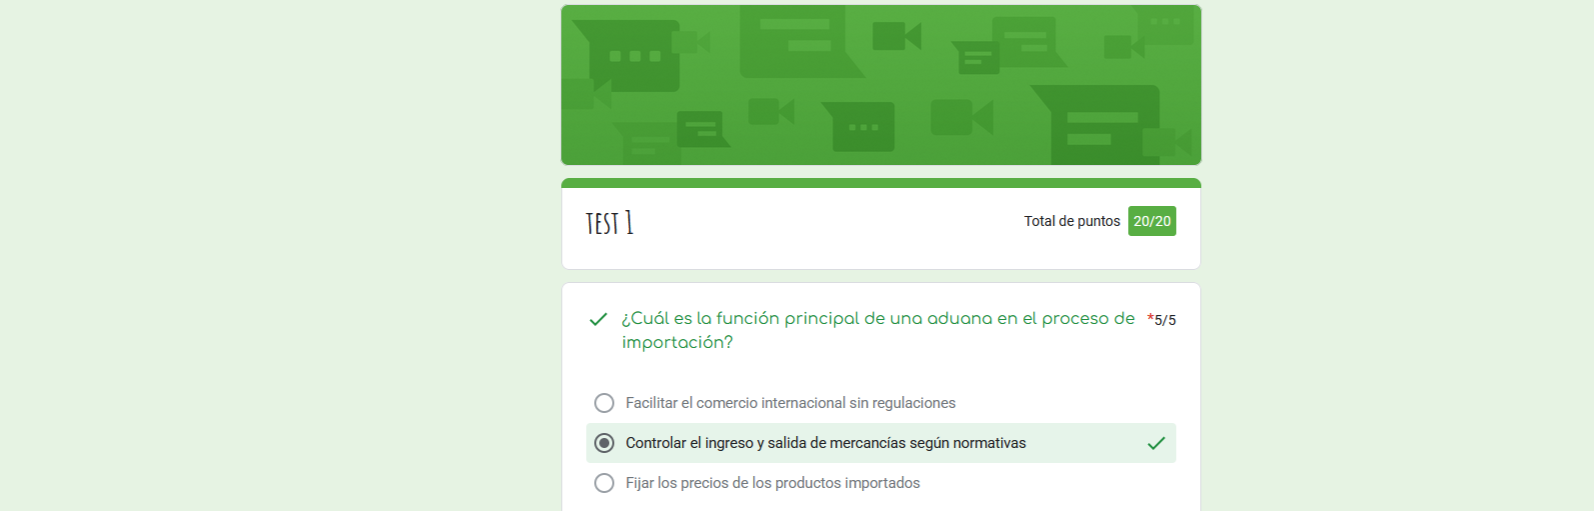 TEST 1
Total de puntos 20/20
¿Cuál es la función principal de una aduana en el proceso de *5/5
importación?
Facilitar el comercio internacional sin regulaciones
Controlar el ingreso y salida de mercancías según normativas
Fijar los precios de los productos importados